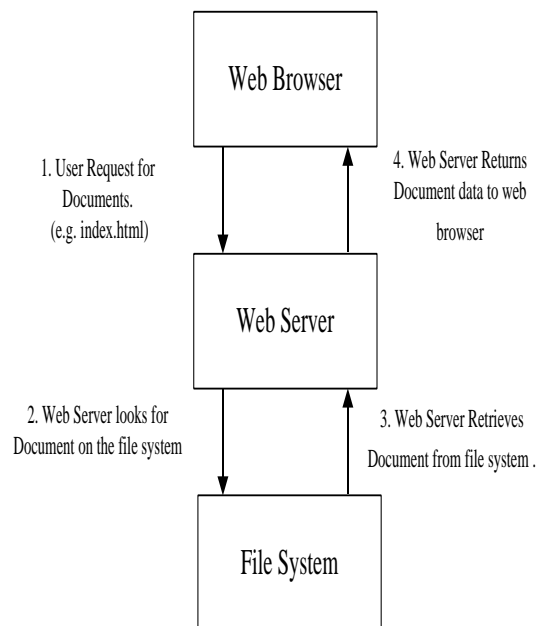 Web Browser
1. User Request for
Documents.
(e.g. index.html)
4. Web Server Returns
Document data to web
browser
Web Server
2. Web Server looks for
Document on the file system
3. Web Server Retrieves
Document from file system .
File System